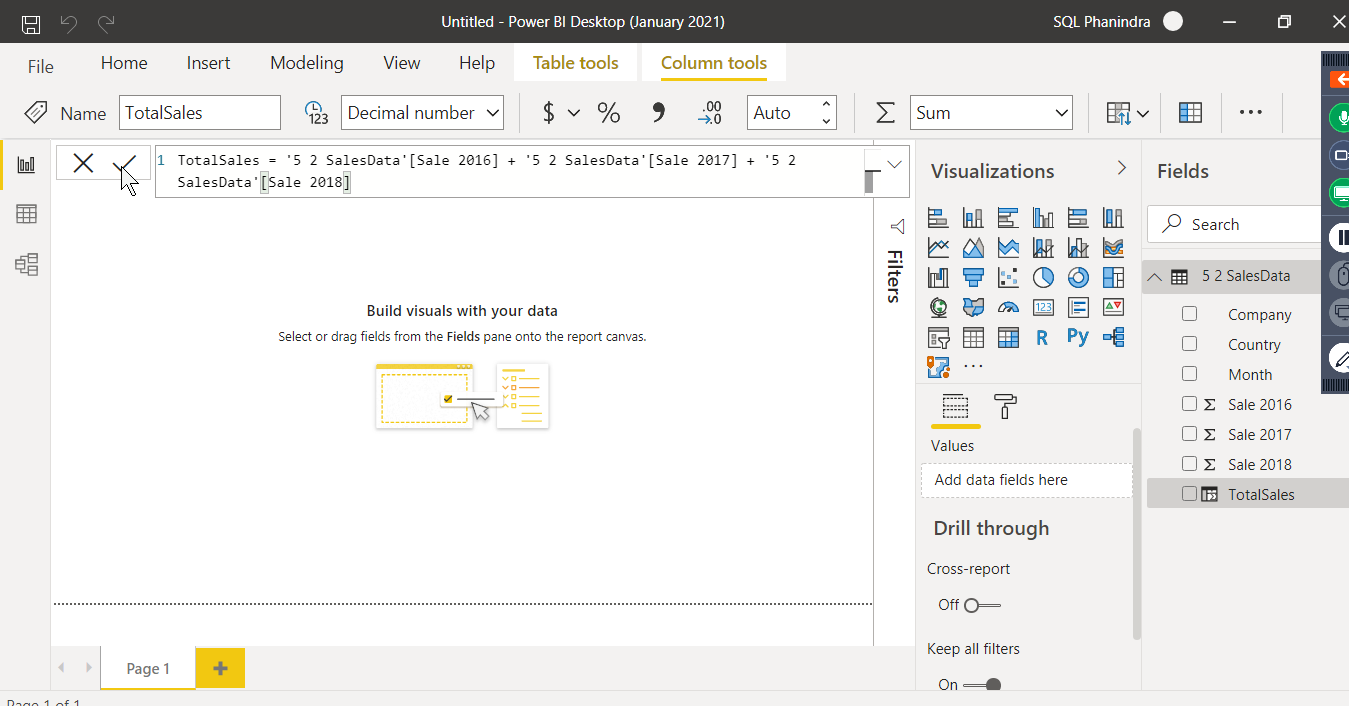 Untitled - Power BI Desktop (January 2021)
SQL Phanindra
File
Home
Insert
Modeling
View
Help
Table tools
Column tools
Name
TotalSales
123
Decimal number
$
%
,
.00
→.0
Auto
Σ
Sum
1 TotalSales = '5 2 SalesData'[Sale 2016] + '5 2 SalesData'[Sale 2017] + '5 2
SalesData'[Sale 2018]
Filters
Build visuals with your data
Select or drag fields from the Fields pane onto the report canvas.
Visualizations
123
R
Py
Values
Add data fields here
Drill through
Cross-report
Off
Keep all filters
On
Fields
Search
5 2 SalesData
Company
Country
Month
Σ Sale 2016
Σ Sale 2017
Σ Sale 2018
TotalSales
Page 1
Page 1 of 1